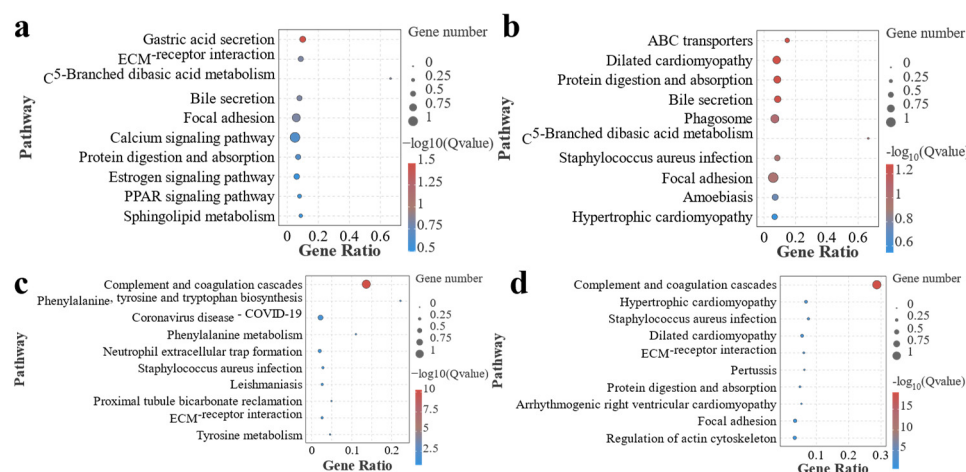 a
Pathway
Gastric acid secretion
ECM-receptor interaction
C5-Branched dibasic acid metabolism
Bile secretion
Focal adhesion
Calcium signaling pathway
Protein digestion and absorption
Estrogen signaling pathway
PPAR signaling pathway
Sphingolipid metabolism
0 0.2 0.4 0.6
Gene Ratio
Gene number
0
0.25
0.5
0.75
1
−log10(Qvalue)
1.5
1.25
1
0.75
0.5
b
Pathway
ABC transporters
Dilated cardiomyopathy
Protein digestion and absorption
Bile secretion
Phagosome
C5-Branched dibasic acid metabolism
Staphylococcus aureus infection
Focal adhesion
Amoebiasis
Hypertrophic cardiomyopathy
0 0.2 0.4 0.6
Gene Ratio
Gene number
0
0.25
0.5
0.75
1
-log10(Qvalue)
1.2
1
0.8
0.6
c
Pathway
Complement and coagulation cascades
Phenylalanine, tyrosine and tryptophan biosynthesis
Coronavirus disease - COVID-19
Phenylalanine metabolism
Neutrophil extracellular trap formation
Staphylococcus aureus infection
Leishmaniasis
Proximal tubule bicarbonate reclamation
ECM-receptor interaction
Tyrosine metabolism
0 0.1 0.2
Gene Ratio
Gene number
0
0.25
0.5
0.75
1
−log10(Qvalue)
10
7.5
5
2.5
d
Pathway
Complement and coagulation cascades
Hypertrophic cardiomyopathy
Staphylococcus aureus infection
Dilated cardiomyopathy
ECM-receptor interaction
Pertussis
Protein digestion and absorption
Arrhythmogenic right ventricular cardiomyopathy
Focal adhesion
Regulation of actin cytoskeleton
0.1 0.2 0.3
Gene Ratio
Gene number
0
0.25
0.5
0.75
1
-log10(Qvalue)
15
10
5